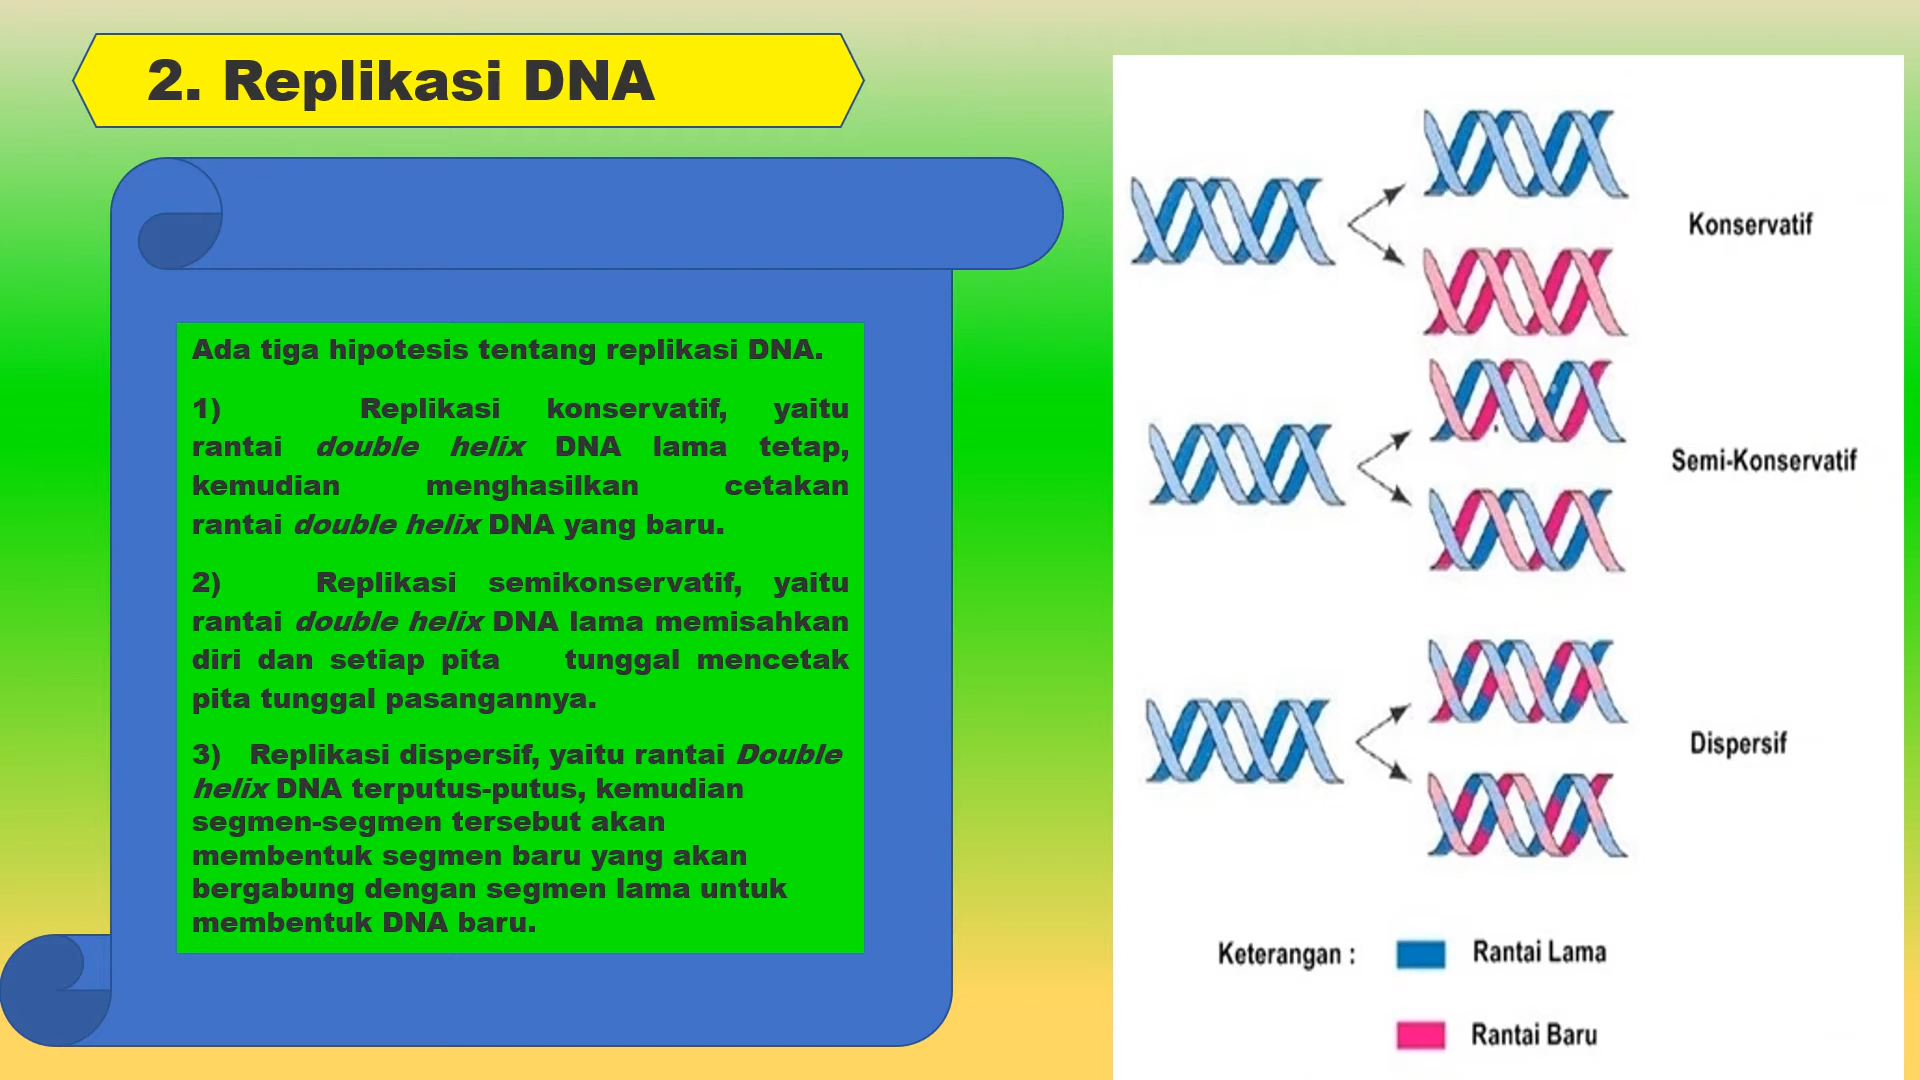 2. Replikasi DNA
Ada tiga hipotesis tentang replikasi DNA.
1) Replikasi konservatif, yaitu
rantai double helix DNA lama tetap,
kemudian menghasilkan cetakan
rantai double helix DNA yang baru.
2) Replikasi semikonservatif, yaitu
rantai double helix DNA lama memisahkan
diri dan setiap pita tunggal mencetak
pita tunggal pasangannya.
3) Replikasi dispersif, yaitu rantai Double
helix DNA terputus-putus, kemudian
segmen-segmen tersebut akan
membentuk segmen baru yang akan
bergabung dengan segmen lama untuk
membentuk DNA baru.
Konservatif
Semi-Konservatif
Dispersif
Keterangan : Rantai Lama
Rantai Baru